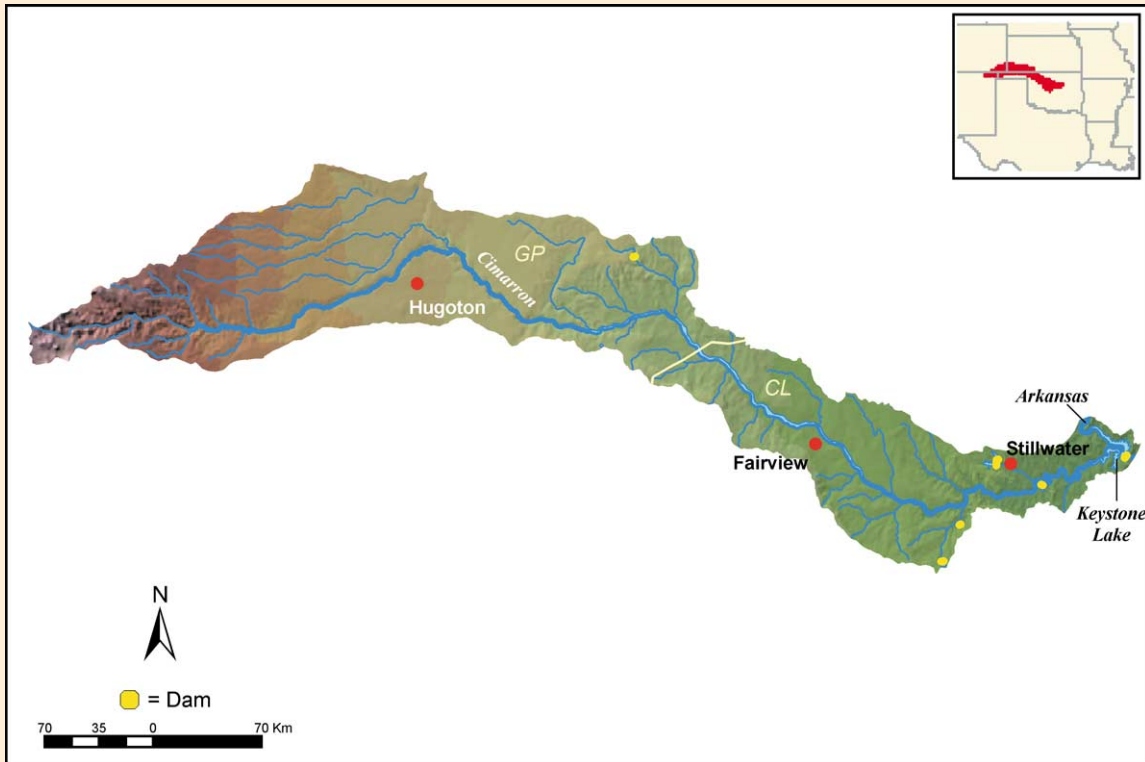 GP
Cimarron
Hugoton
CL
Arkansas
Stillwater
Fairview
Keystone
Lake
N
= Dam
70 35 0 70 Km